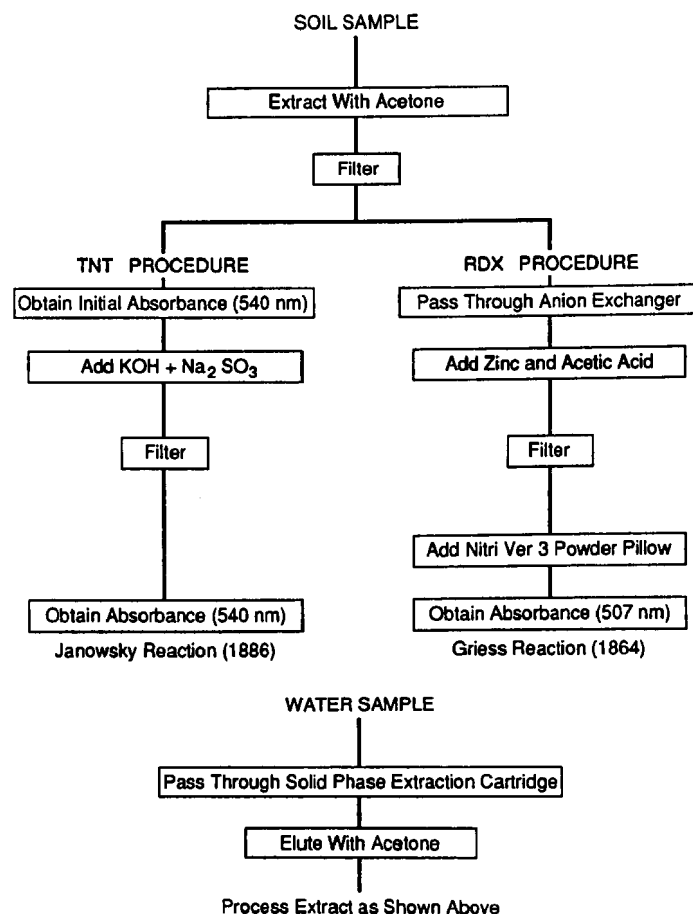 SOIL SAMPLE
Extract With Acetone
Filter
TNT PROCEDURE
Obtain Initial Absorbance (540 nm)
Add KOH + Na2 SO3
Filter
Obtain Absorbance (540 nm)
Janowsky Reaction (1886)
RDX PROCEDURE
Pass Through Anion Exchanger
Add Zinc and Acetic Acid
Filter
Add Nitri Ver 3 Powder Pillow
Obtain Absorbance (507 nm)
Griess Reaction (1864)
WATER SAMPLE
Pass Through Solid Phase Extraction Cartridge
Elute With Acetone
Process Extract as Shown Above